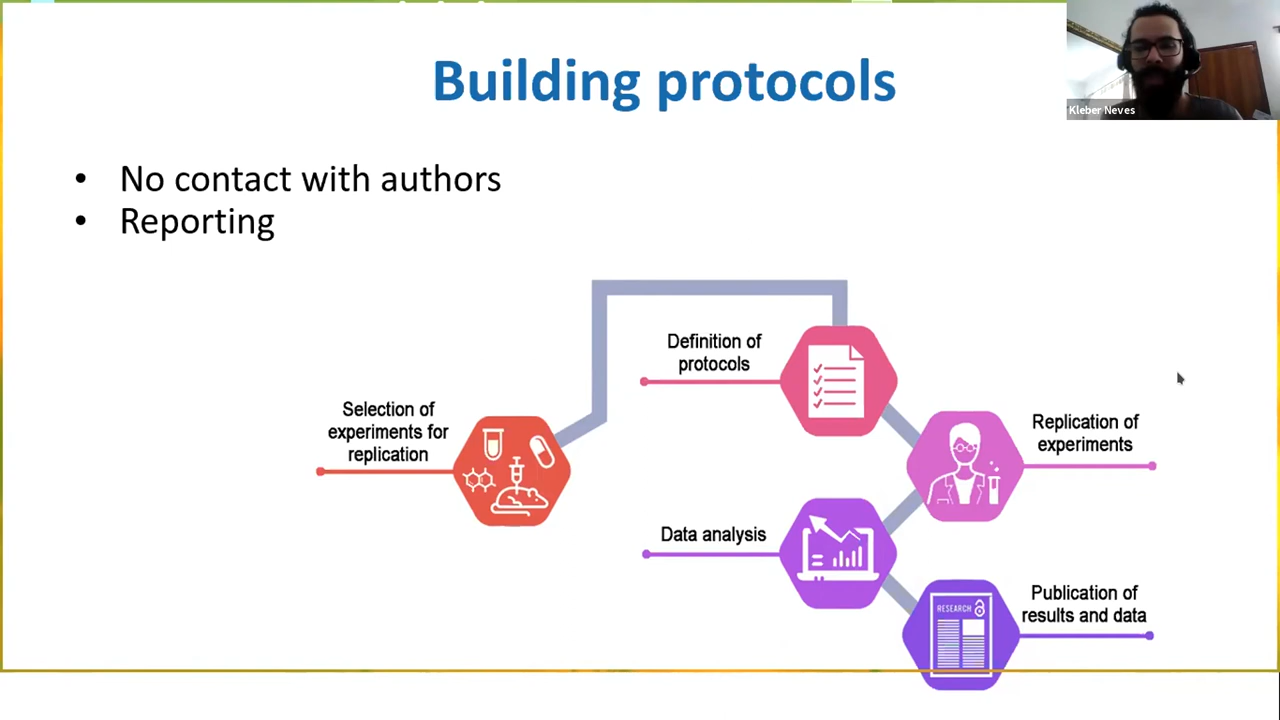 Building protocols
Kleber Neves
• No contact with authors
• Reporting
Definition of
protocols
Selection of
experiments for
replication
Replication of
experiments
Data analysis
Publication of
results and data
RESEARCH